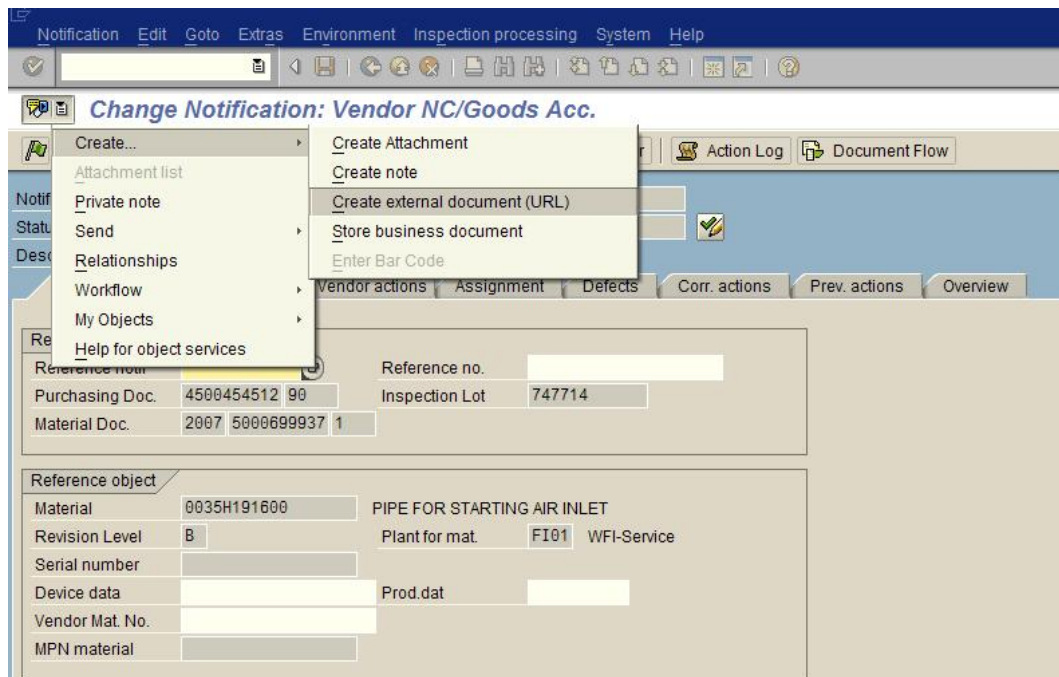 Notification Edit Goto Extras Environment Inspection processing System Help
Change Notification: Vendor NC/Goods Acc.
Create...
Attachment list
Private note
Send
Relationships
Workflow
My Objects
Help for object services
Create Attachment
Create note
Create external document (URL)
Store business document
Enter Bar Code
Action Log Document Flow
Vendor actions Assignment Defects Corr. actions Prev. actions Overview
Reference no.
Purchasing Doc. 4500454512 90 Inspection Lot 747714
Material Doc. 2007 5000699937 1
Reference object
Material 0035H191600 PIPE FOR STARTING AIR INLET
Revision Level B Plant for mat. FI01 WFI-Service
Serial number
Device data Prod.dat
Vendor Mat. No.
MPN material